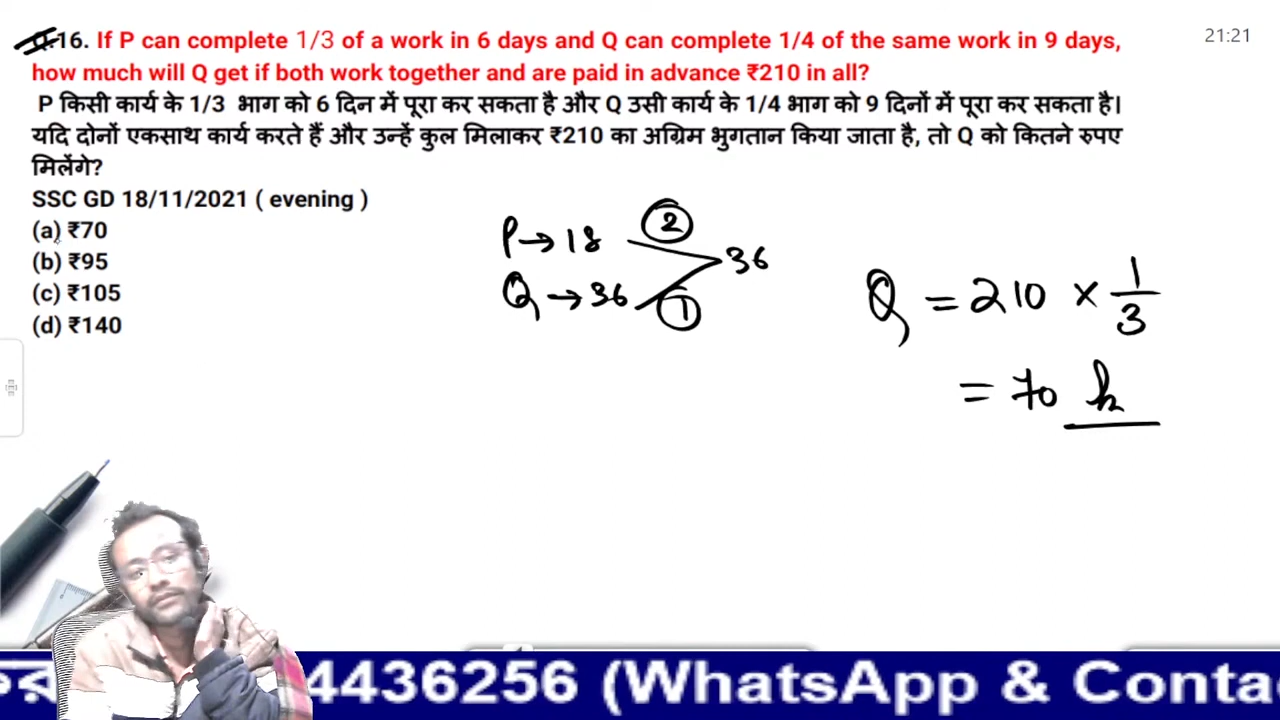 Q.16. If P can complete 1/3 of a work in 6 days and Q can complete 1/4 of the same work in 9 days,
how much will Q get if both work together and are paid in advance ₹210 in all?
P किसी कार्य के 1/3 भाग को 6 दिन में पूरा कर सकता है और Q उसी कार्य के 1/4 भाग को 9 दिनों में पूरा कर सकता है।
यदि दोनों एकसाथ कार्य करते हैं और उन्हें कुल मिलाकर ₹210 का अग्रिम भुगतान किया जाता है, तो Q को कितने रुपए
मिलेंगे?
SSC GD 18/11/2021 ( evening )
(a) ₹70
(b) ₹95
(c) ₹105
(d) ₹140
21:21
P → 18 2
36
Q → 36 1
Q = 210 × 1/3
= 70
4436256 (WhatsApp & Conta